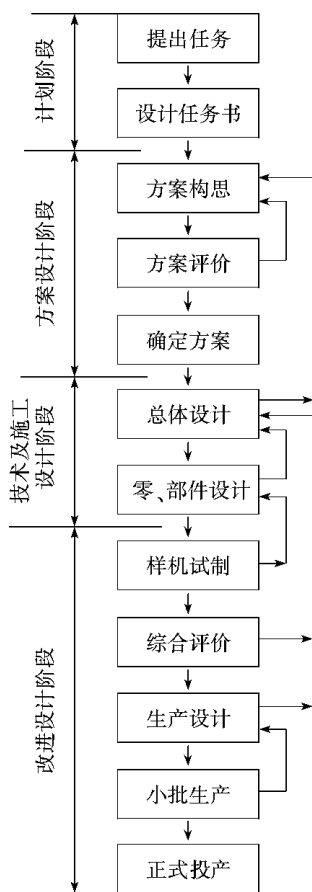 计划阶段
提出任务
设计任务书
方案设计阶段
方案构思
方案评价
确定方案
技术及施工
设计阶段
总体设计
零、部件设计
改进设计阶段
样机试制
综合评价
生产设计
小批生产
正式投产